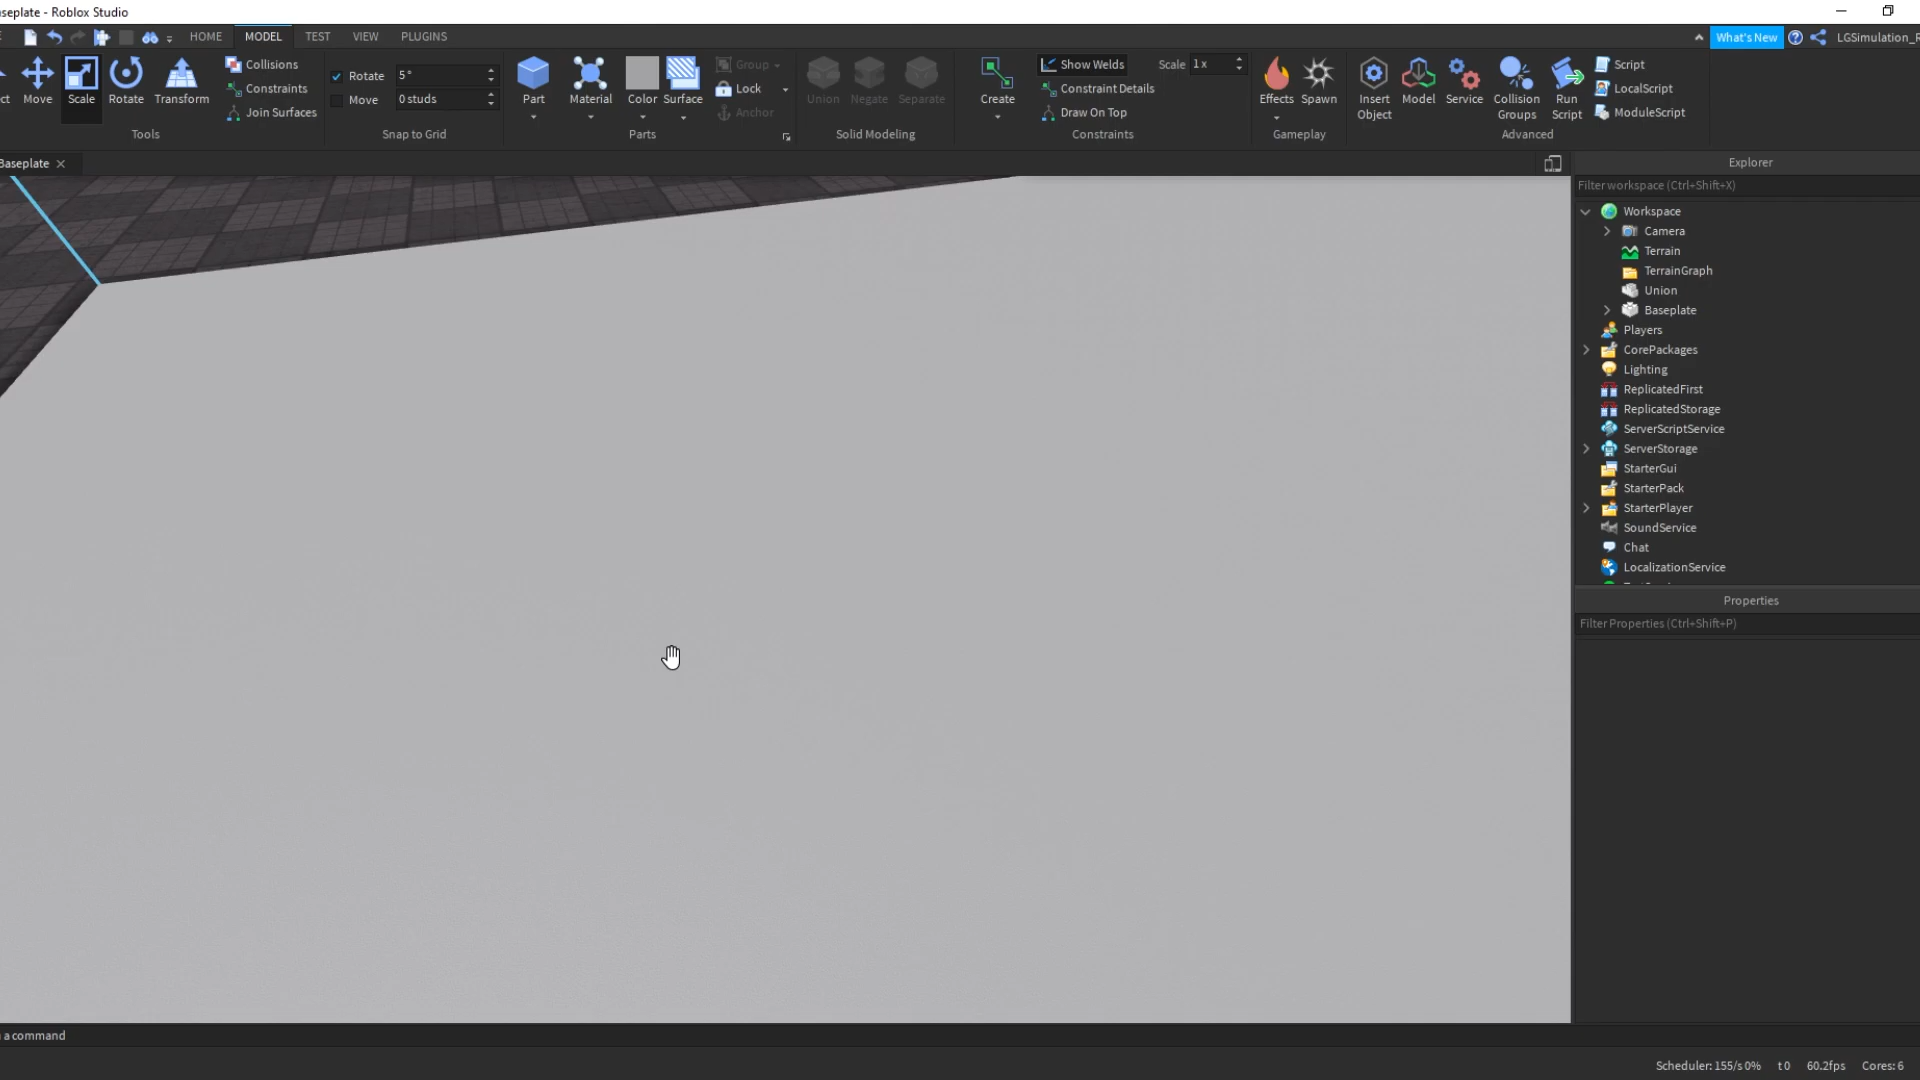 seplate - Roblox Studio
HOME MODEL TEST VIEW PLUGINS What's New LGSimulation_R
ct Move Scale Rotate Transform
Collisions
Constraints
Join Surfaces
Tools
Rotate 5°
Move 0 studs
Snap to Grid
Part Material Color Surface
Group
Lock
Anchor
Parts
Union Negate Separate
Solid Modeling
Create
Show Welds
Constraint Details
Draw On Top
Scale 1x
Constraints
Effects Spawn
Gameplay
Insert Object
Model Service
Collision Groups
Run Script
Script
LocalScript
ModuleScript
Advanced
Baseplate
Explorer
Filter workspace (Ctrl+Shift+X)
Workspace
Camera
Terrain
TerrainGraph
Union
Baseplate
Players
CorePackages
Lighting
ReplicatedFirst
ReplicatedStorage
ServerScriptService
ServerStorage
StarterGui
StarterPack
StarterPlayer
SoundService
Chat
LocalizationService
Properties
Filter Properties (Ctrl+Shift+P)
a command
Scheduler: 155/s 0% t 0 60.2fps Cores: 6